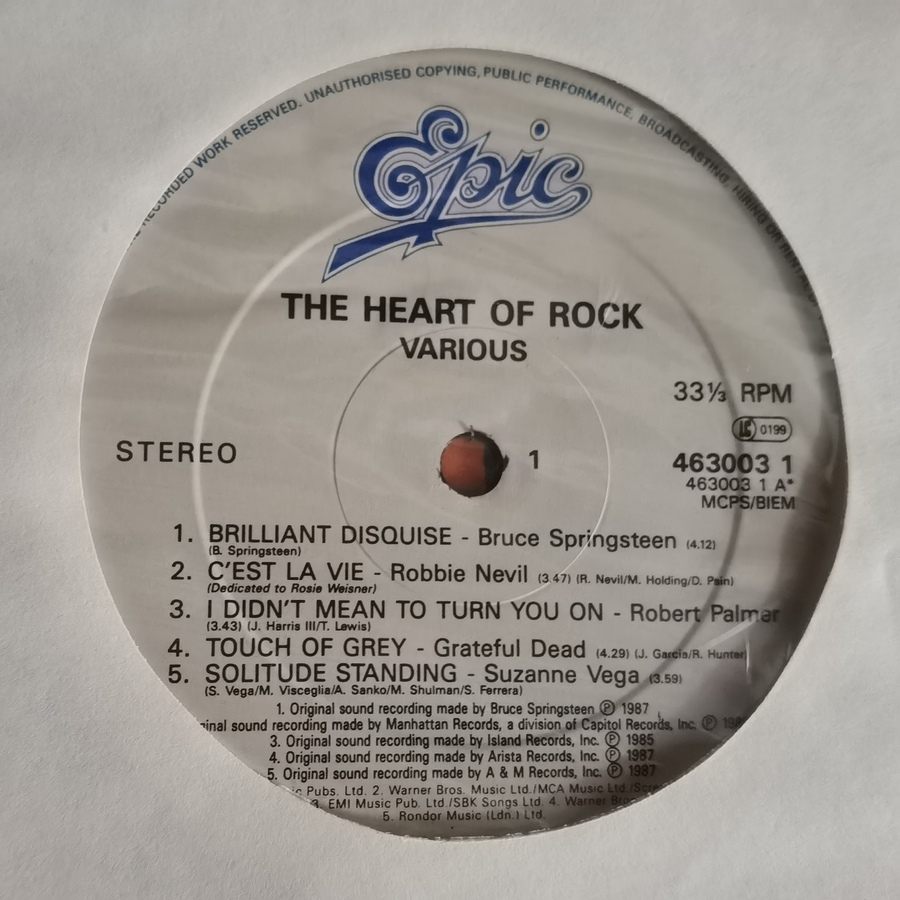 RECORDED WORK RESERVED. UNAUTHORISED COPYING, PUBLIC PERFORMANCE, BROADCASTING, HIRING OR
Epic
THE HEART OF ROCK
VARIOUS
33⅓ RPM
LC 0199
STEREO
1
463003 1
463003 1 A*
MCPS/BIEM
1. BRILLIANT DISQUISE - Bruce Springsteen (4.12)
(B. Springsteen)
2. C'EST LA VIE - Robbie Nevil (3.47) (R. Nevil/M. Holding/D. Pain)
(Dedicated to Rosie Weisner)
3. I DIDN'T MEAN TO TURN YOU ON - Robert Palmer
(3.43) (J. Harris III/T. Lewis)
4. TOUCH OF GREY - Grateful Dead (4.29) (J. Garcia/R. Hunter)
5. SOLITUDE STANDING - Suzanne Vega (3.59)
(S. Vega/M. Visceglia/A. Sanko/M. Shulman/S. Ferrera)
1. Original sound recording made by Bruce Springsteen ℗ 1987
sound recording made by Manhattan Records, a division of Capitol Records, Inc. ℗
3. Original sound recording made by Island Records, Inc. ℗ 1985
4. Original sound recording made by Arista Records, Inc. ℗ 1987
5. Original sound recording made by A & M Records, Inc. ℗ 1987
Pubs. Ltd. 2. Warner Bros. Music Ltd./MCA Music Ltd./
3. EMI Music Pub. Ltd./SBK Songs Ltd. 4. Warner
5. Rondor Music (Ldn.) Ltd.